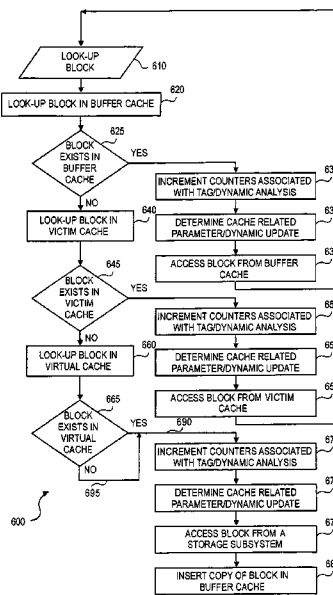 LOOK-UP
BLOCK
610
620
LOOK-UP BLOCK IN BUFFER CACHE
625
BLOCK
EXISTS IN
BUFFER
CACHE
YES
NO
INCREMENT COUNTERS ASSOCIATED
WITH TAG/DYNAMIC ANALYSIS
DETERMINE CACHE RELATED
PARAMETER/DYNAMIC UPDATE
ACCESS BLOCK FROM BUFFER
CACHE
640
LOOK-UP BLOCK IN
VICTIM CACHE
645
BLOCK
EXISTS IN
VICTIM
CACHE
YES
NO
INCREMENT COUNTERS ASSOCIATED
WITH TAG/DYNAMIC ANALYSIS
DETERMINE CACHE RELATED
PARAMETER/DYNAMIC UPDATE
ACCESS BLOCK FROM VICTIM
CACHE
660
LOOK-UP BLOCK IN
VIRTUAL CACHE
665
BLOCK
EXISTS IN
VIRTUAL
CACHE
YES
690
NO
695
INCREMENT COUNTERS ASSOCIATED
WITH TAG/DYNAMIC ANALYSIS
DETERMINE CACHE RELATED
PARAMETER/DYNAMIC UPDATE
ACCESS BLOCK FROM A
STORAGE SUBSYSTEM
INSERT COPY OF BLOCK IN
BUFFER CACHE
600